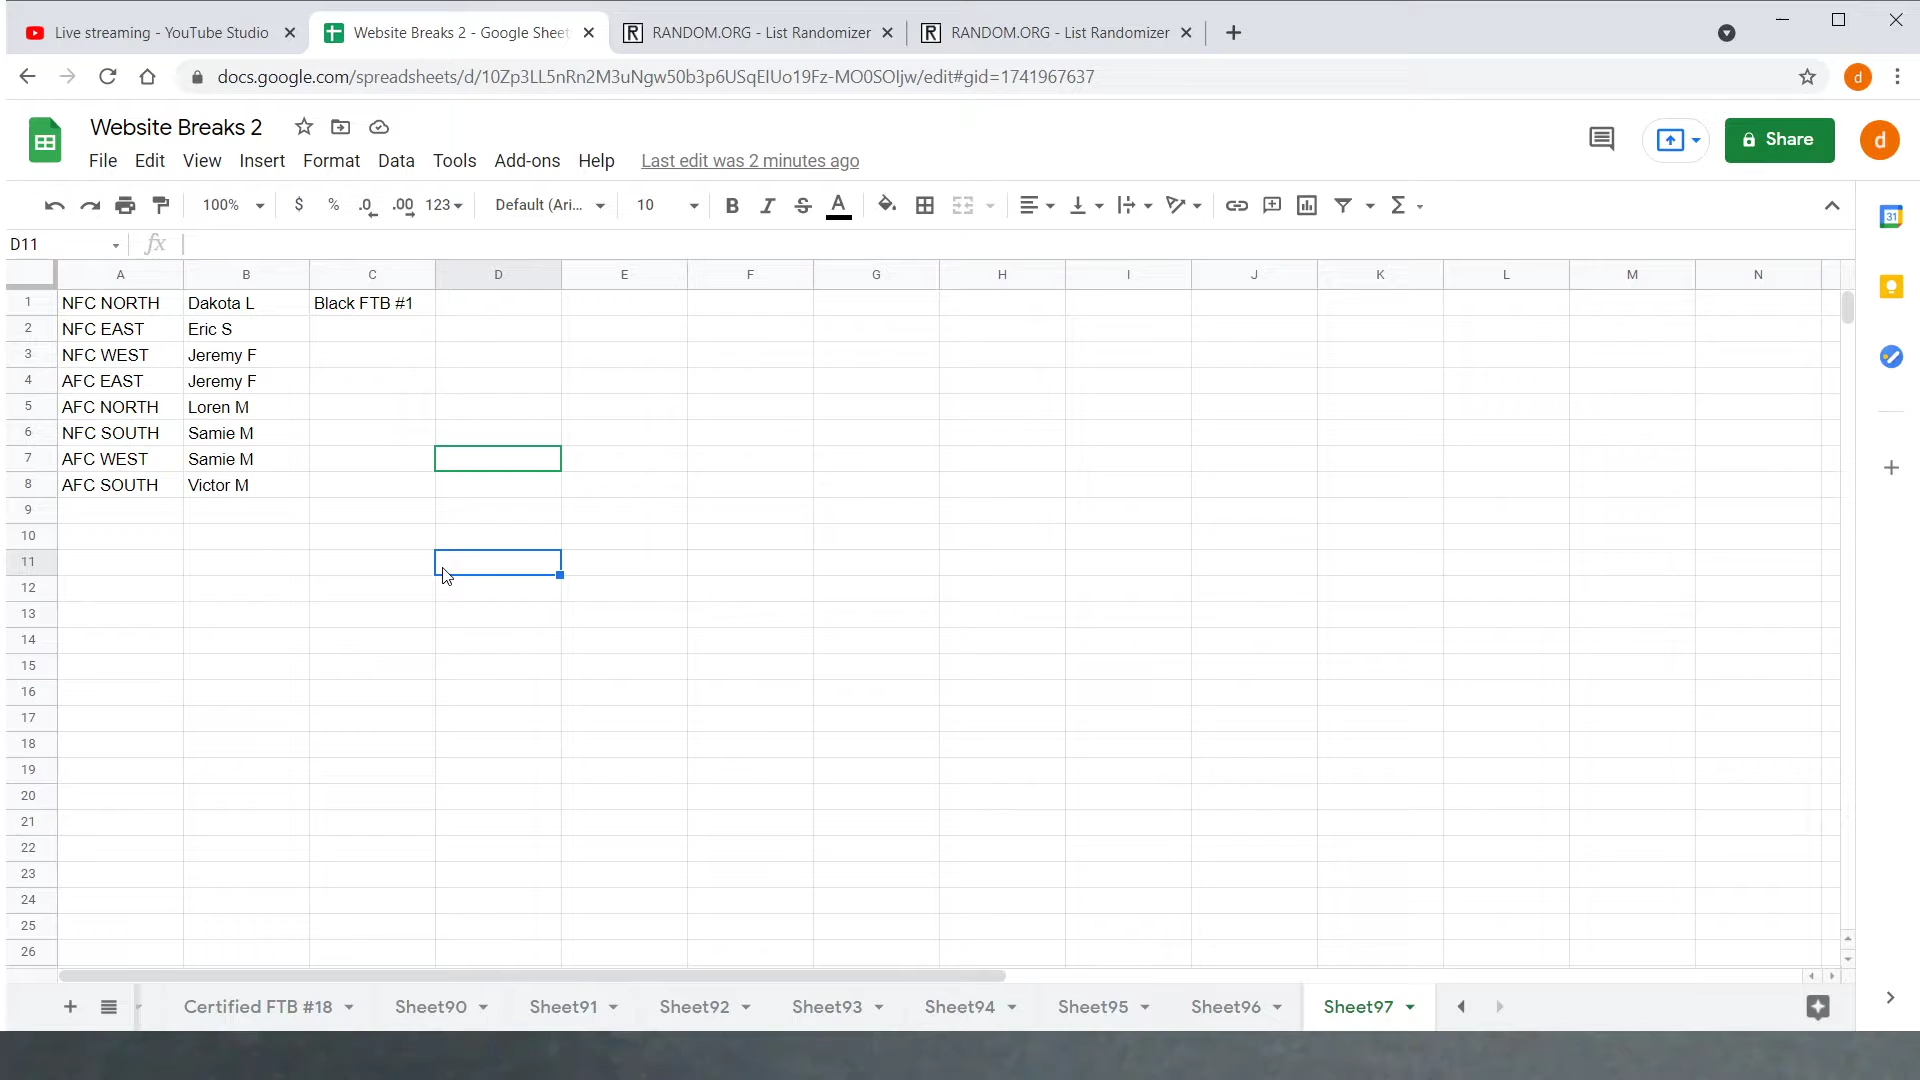 Live streaming - YouTube Studio
Website Breaks 2 - Google Sheet
RANDOM.ORG - List Randomizer
RANDOM.ORG - List Randomizer
docs.google.com/spreadsheets/d/10Zp3LL5nRn2M3uNgw50b3p6USqEIUo19Fz-MO0SOIjw/edit#gid=1741967637
d
Website Breaks 2
File Edit View Insert Format Data Tools Add-ons Help Last edit was 2 minutes ago
Share
d
100% $ % .0 .00 123 Default (Ari... 10 B I S A
31
D11 fx
A B C D E F G H I J K L M N
1 NFC NORTH Dakota L Black FTB #1
2 NFC EAST Eric S
3 NFC WEST Jeremy F
4 AFC EAST Jeremy F
5 AFC NORTH Loren M
6 NFC SOUTH Samie M
7 AFC WEST Samie M
8 AFC SOUTH Victor M
9
10
11
12
13
14
15
16
17
18
19
20
21
22
23
24
25
26
Certified FTB #18 Sheet90 Sheet91 Sheet92 Sheet93 Sheet94 Sheet95 Sheet96 Sheet97